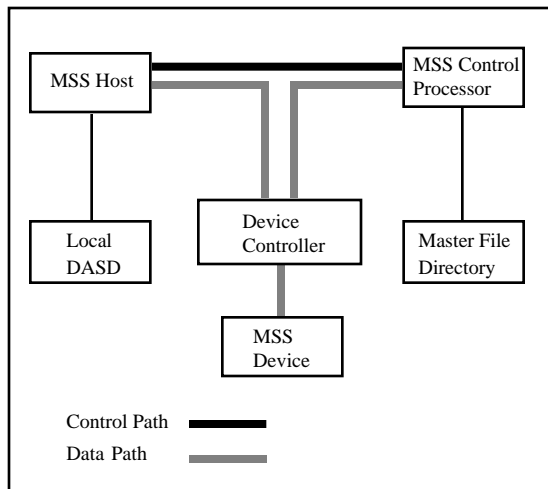 MSS Host
MSS Control
Processor
Local
DASD
Device
Controller
Master File
Directory
MSS
Device
Control Path
Data Path